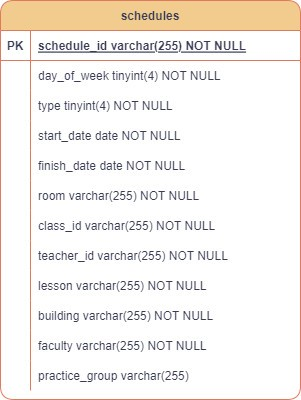 schedules
PK schedule_id varchar(255) NOT NULL
day_of_week tinyint(4) NOT NULL
type tinyint(4) NOT NULL
start_date date NOT NULL
finish_date date NOT NULL
room varchar(255) NOT NULL
class_id varchar(255) NOT NULL
teacher_id varchar(255) NOT NULL
lesson varchar(255) NOT NULL
building varchar(255) NOT NULL
faculty varchar(255) NOT NULL
practice_group varchar(255)